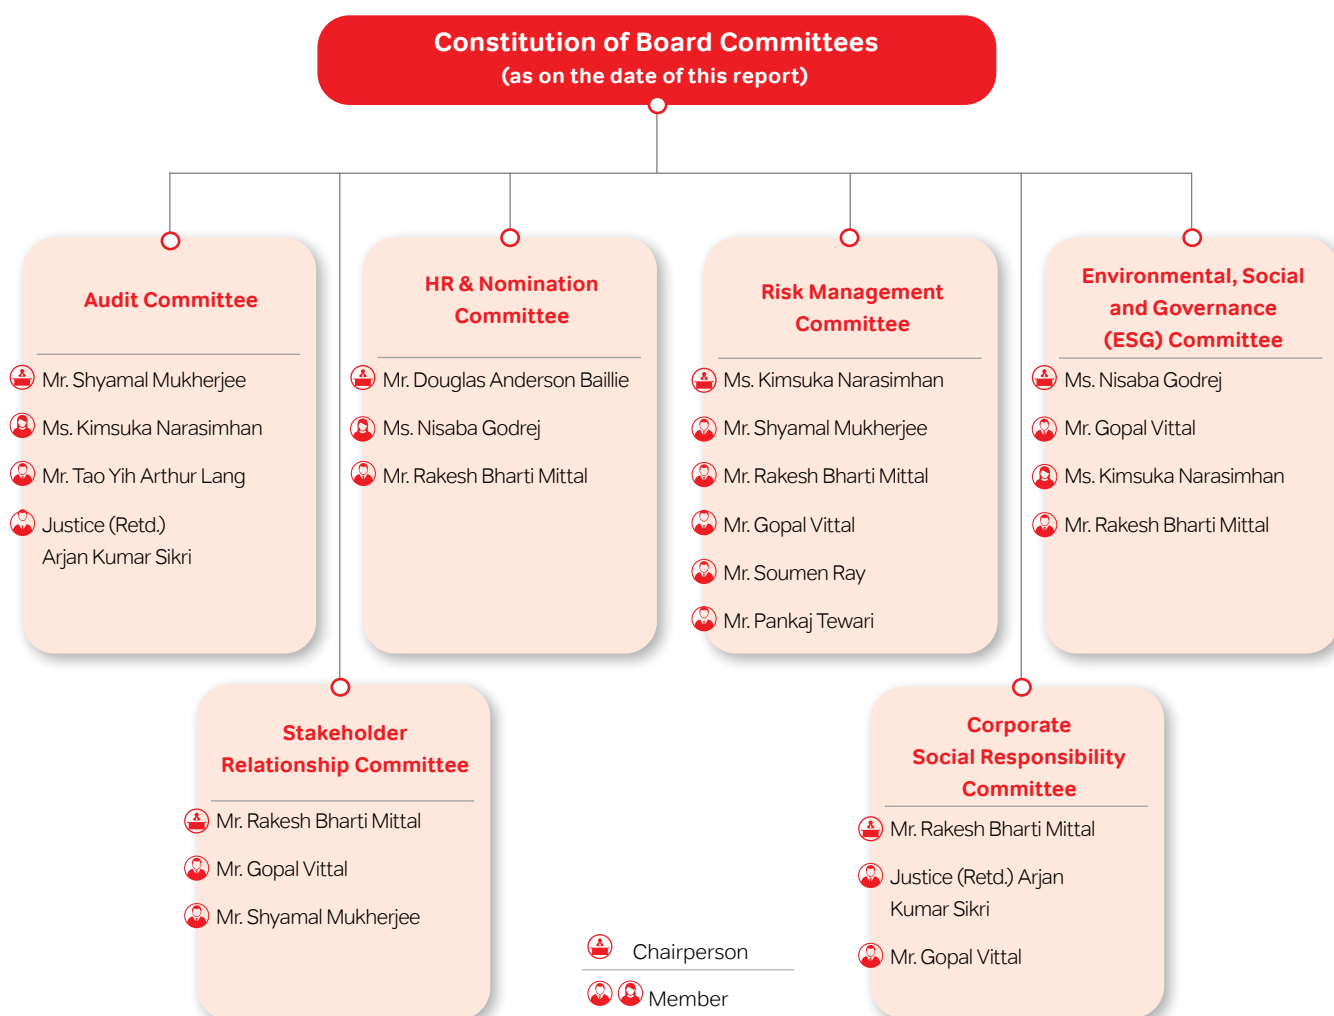 Constitution of Board Committees
(as on the date of this report)
Audit Committee
Mr. Shyamal Mukherjee
Ms. Kimsuka Narasimhan
Mr. Tao Yih Arthur Lang
Justice (Retd.)
Arjan Kumar Sikri
HR & Nomination
Committee
Mr. Douglas Anderson Baillie
Ms. Nisaba Godrej
Mr. Rakesh Bharti Mittal
Risk Management
Committee
Ms. Kimsuka Narasimhan
Mr. Shyamal Mukherjee
Mr. Rakesh Bharti Mittal
Mr. Gopal Vittal
Mr. Soumen Ray
Mr. Pankaj Tewari
Environmental, Social
and Governance
(ESG) Committee
Ms. Nisaba Godrej
Mr. Gopal Vittal
Ms. Kimsuka Narasimhan
Mr. Rakesh Bharti Mittal
Stakeholder
Relationship Committee
Mr. Rakesh Bharti Mittal
Mr. Gopal Vittal
Mr. Shyamal Mukherjee
Corporate
Social Responsibility
Committee
Mr. Rakesh Bharti Mittal
Justice (Retd.) Arjan
Kumar Sikri
Mr. Gopal Vittal
Chairperson
Member